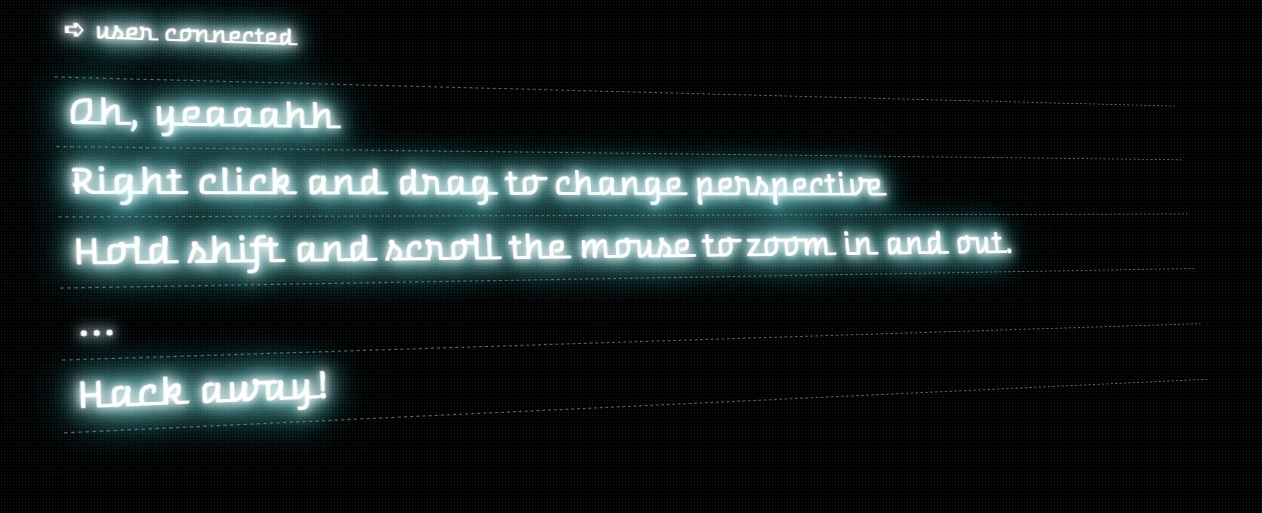 ➪ user connected
Oh, yeaaahh
Right click and drag to change perspective
Hold shift and scroll the mouse to zoom in and out.
...
Hack away!